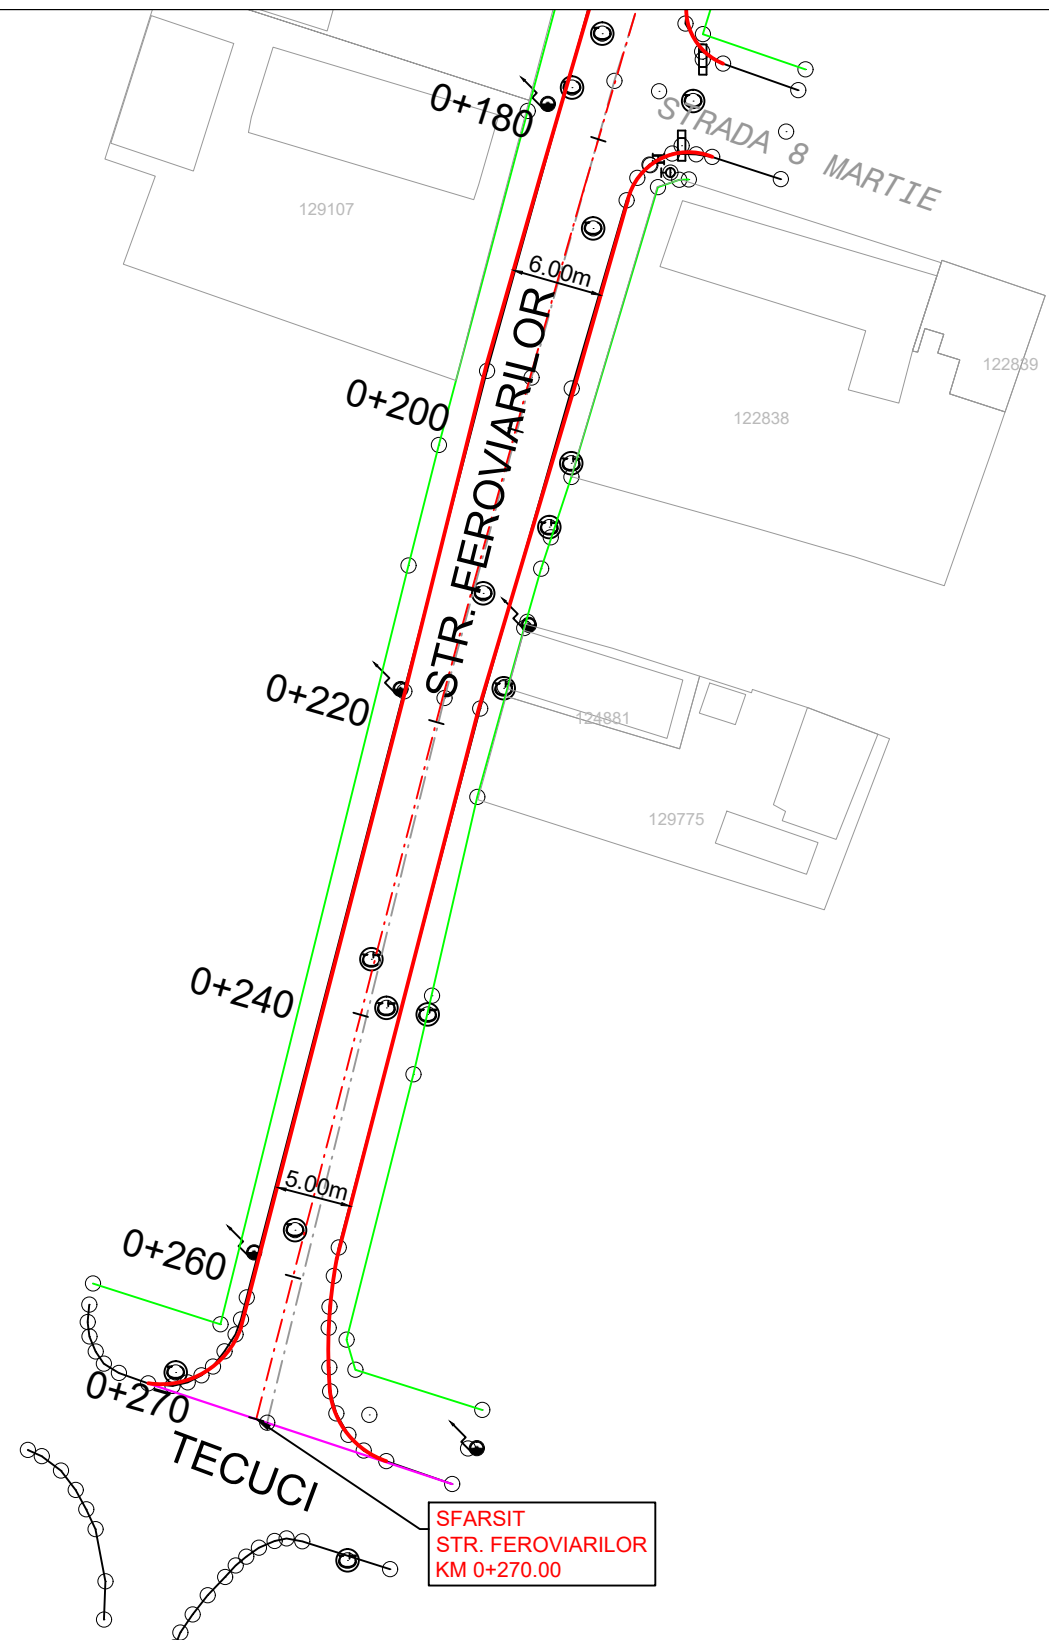 0+180
STRADA 8 MARTIE
129107
6.00m
STR. FEROVIARILOR
122839
0+200
122838
0+220
124881
129775
0+240
5.00m
0+260
0+270
TECUCI
SFARSIT
STR. FEROVIARILOR
KM 0+270.00